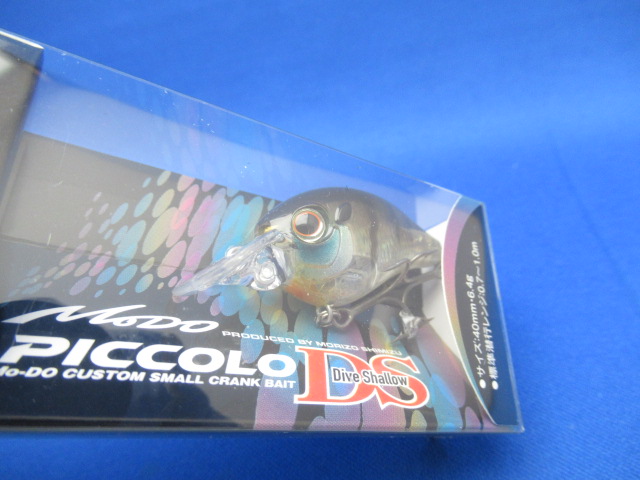 MoDO
PRODUCED BY MORIZO SHIMIZU
PICCOLO DS
Dive Shallow
Mo-DO CUSTOM SMALL CRANK BAIT
●サイズ:40mm・6.4g
●標準潜行レンジ:0.7〜1.0m